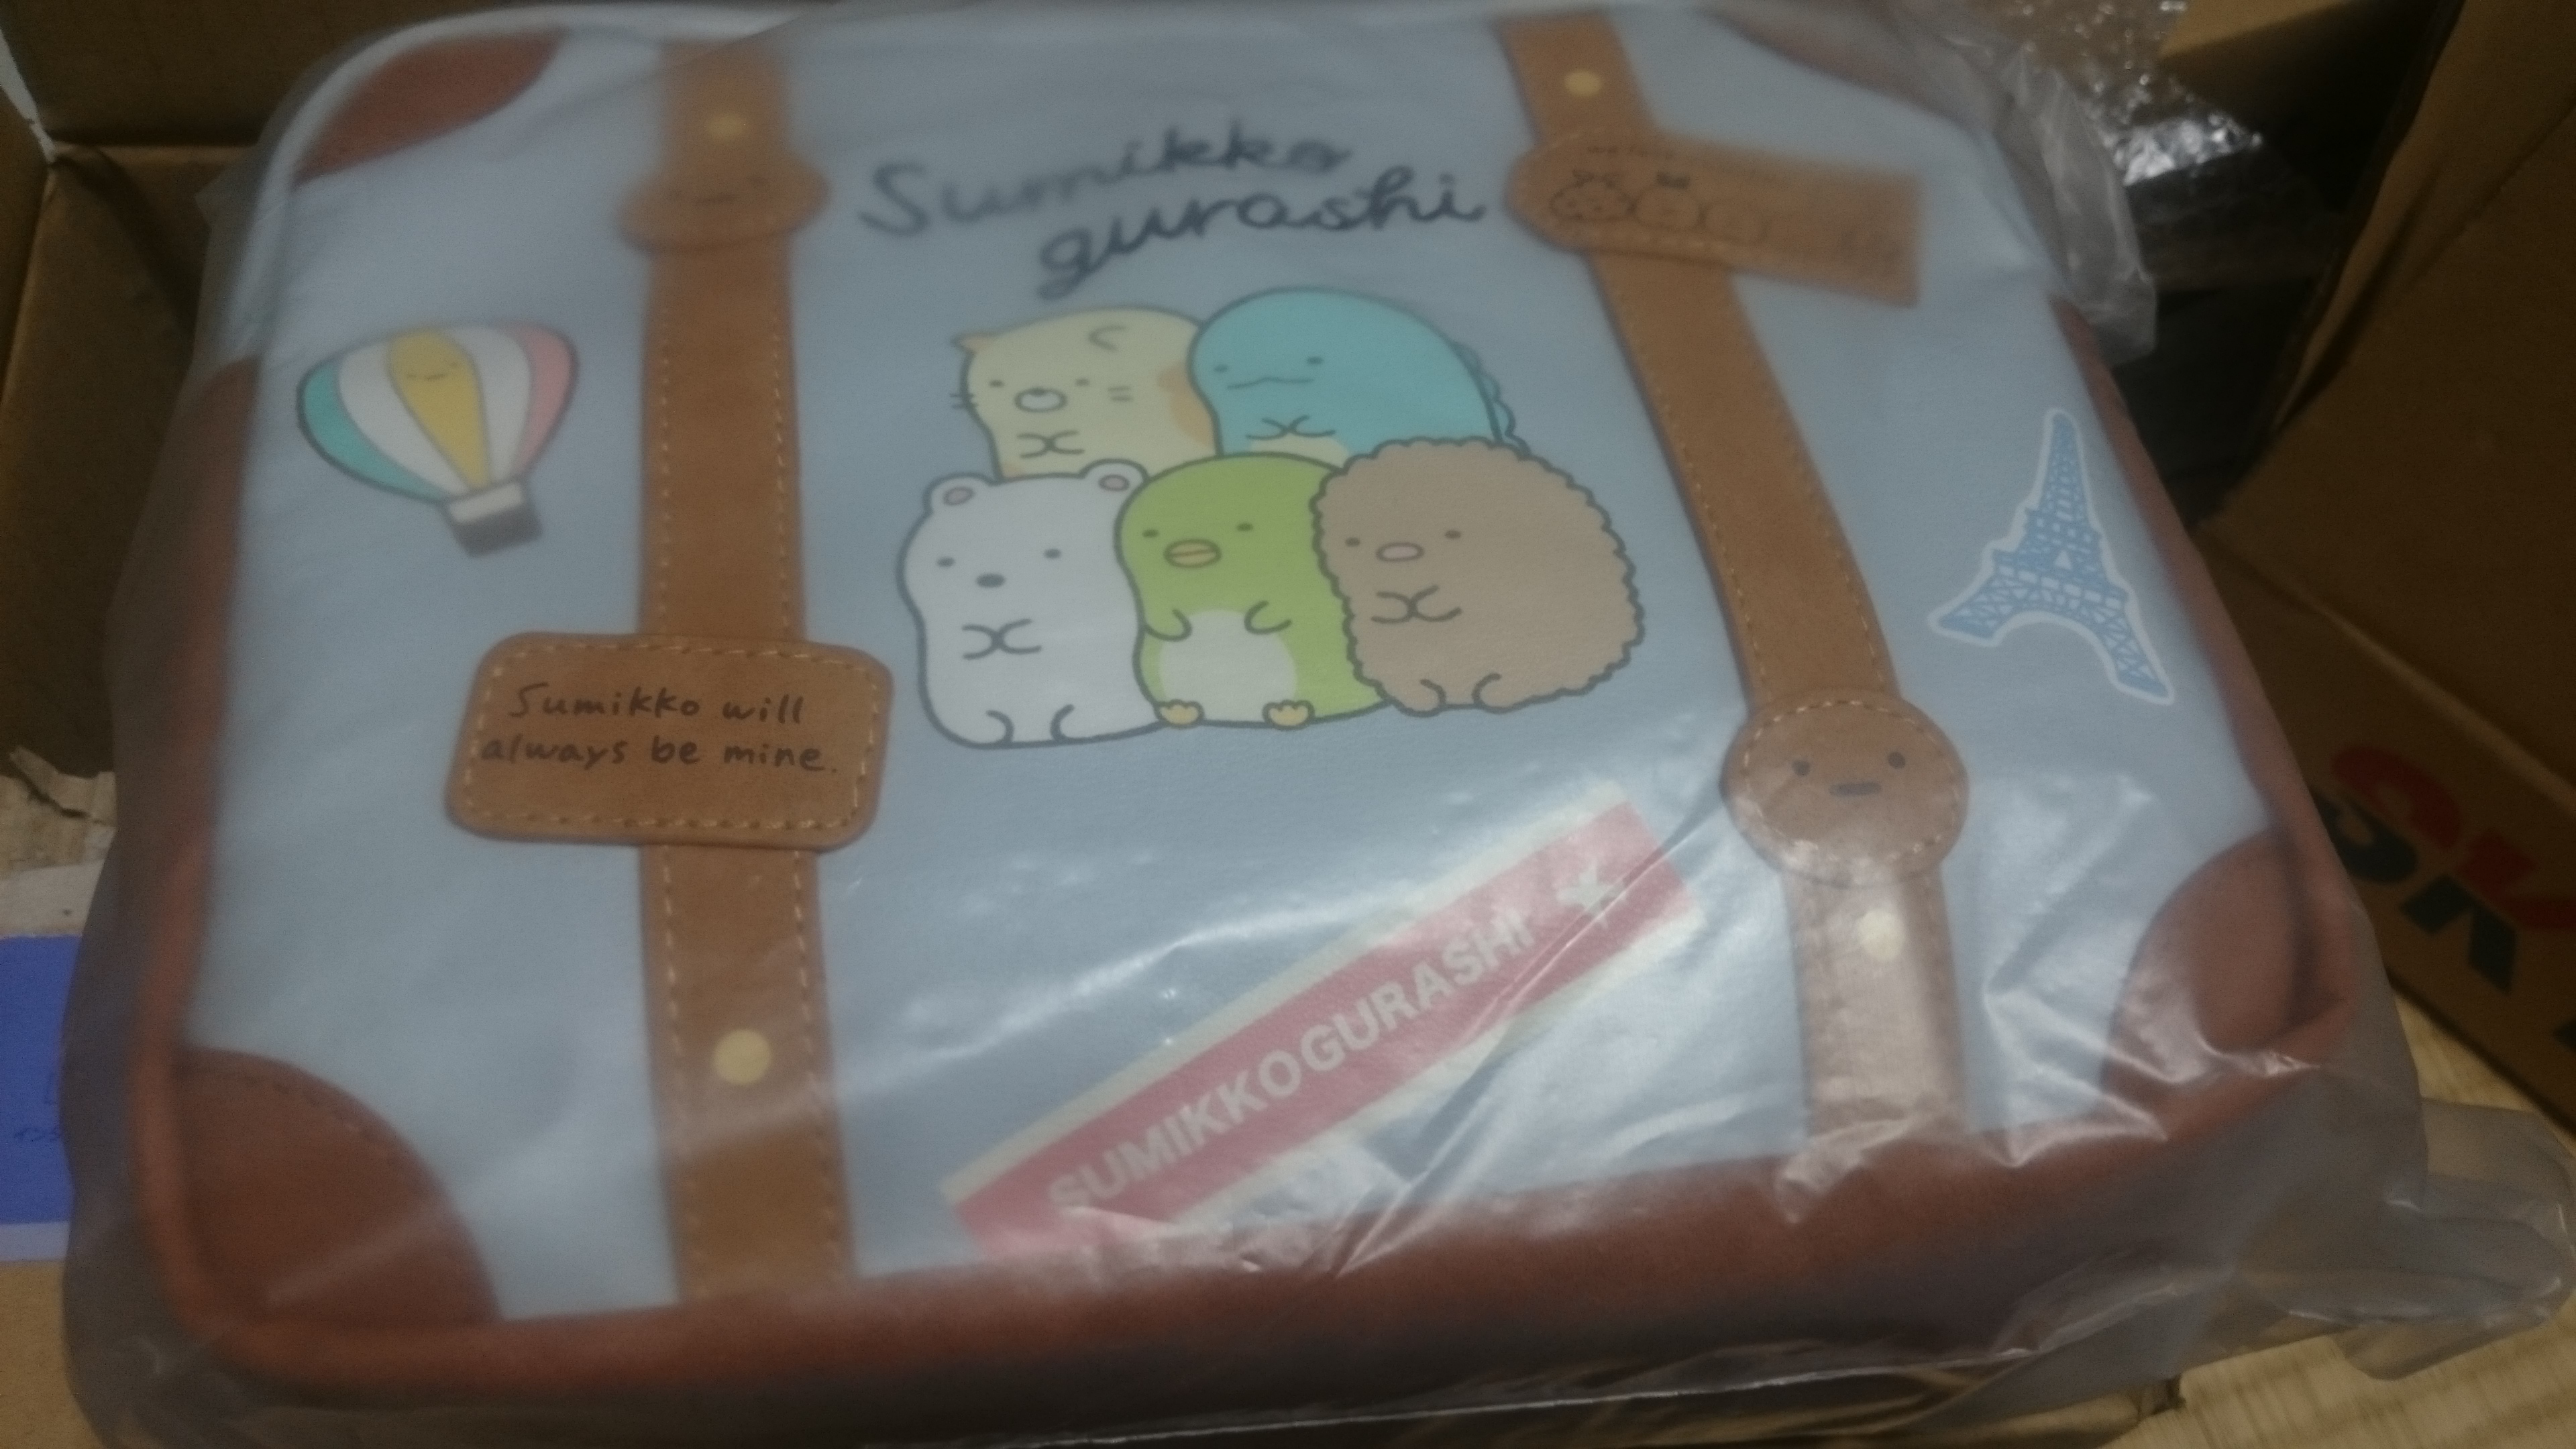 Sumikko
gurashi
Sumikko will
always be mine.
SUMIKKOGURASHI